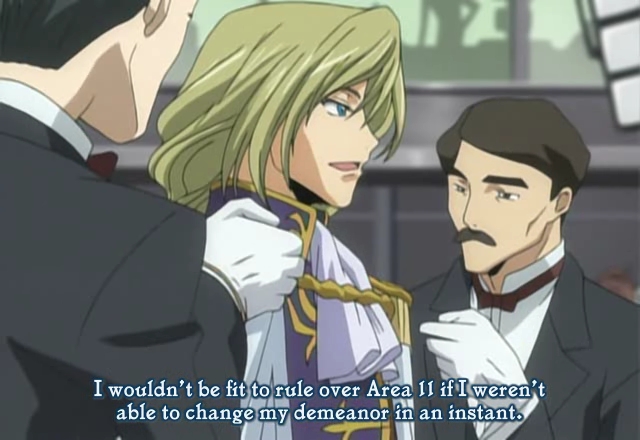 I wouldn't be fit to rule over Area 11 if I weren't
able to change my demeanor in an instant.